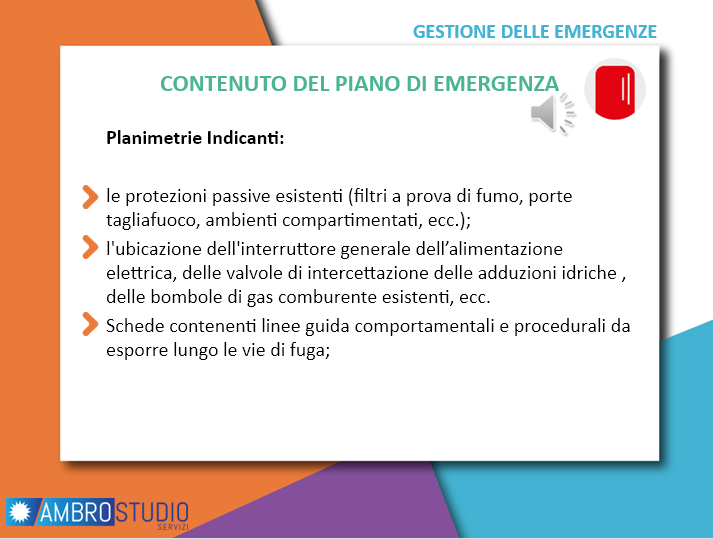 GESTIONE DELLE EMERGENZE
CONTENUTO DEL PIANO DI EMERGENZA
Planimetrie Indicanti:
le protezioni passive esistenti (filtri a prova di fumo, porte
tagliafuoco, ambienti compartimentati, ecc.);
l'ubicazione dell'interruttore generale dell’alimentazione
elettrica, delle valvole di intercettazione delle adduzioni idriche ,
delle bombole di gas comburente esistenti, ecc.
Schede contenenti linee guida comportamentali e procedurali da
esporre lungo le vie di fuga;
AMBROSTUDIO
SERVIZI